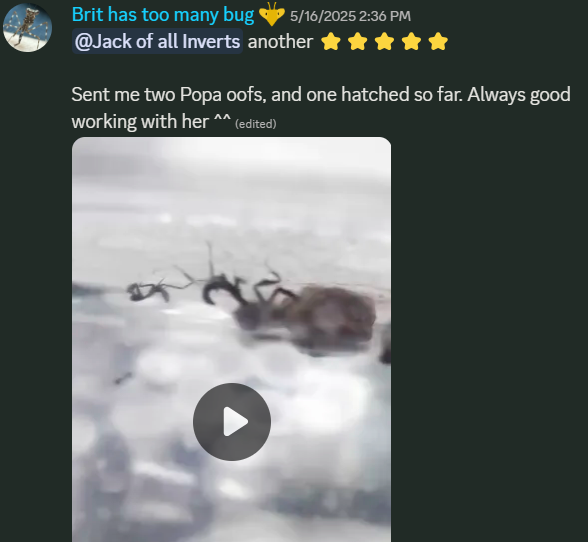 Brit has too many bug 5/16/2025 2:36 PM
@Jack of all Inverts another ⭐ ⭐ ⭐ ⭐ ⭐
Sent me two Popa oofs, and one hatched so far. Always good
working with her ^^ (edited)